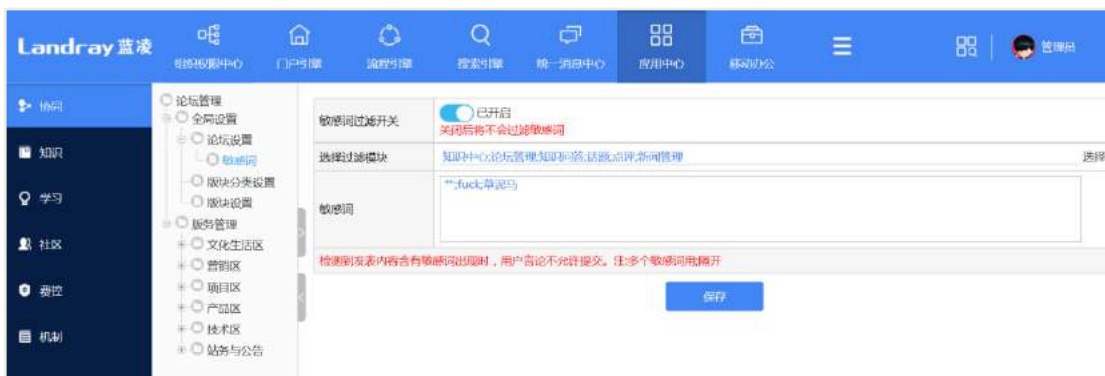 Landray蓝凌
组织权限中心
门户引擎
流程引擎
搜索引擎
统一消息中心
应用中心
移动办公
管理员
协同
知识
学习
社区
费控
机制
论坛管理
全局设置
论坛设置
敏感词
版块分类设置
版块设置
版务管理
文化生活区
营销区
项目区
产品区
技术区
站务与公告
敏感词过滤开关
已开启
关闭后将不会过滤敏感词
选择过滤模块
知识中心;论坛管理;知识问答;话题;点评;新闻管理
选择
敏感词
**;fuck;草泥马
检测到发表内容含有敏感词出现时，用户言论不允许提交。注:多个敏感词用;隔开
保存